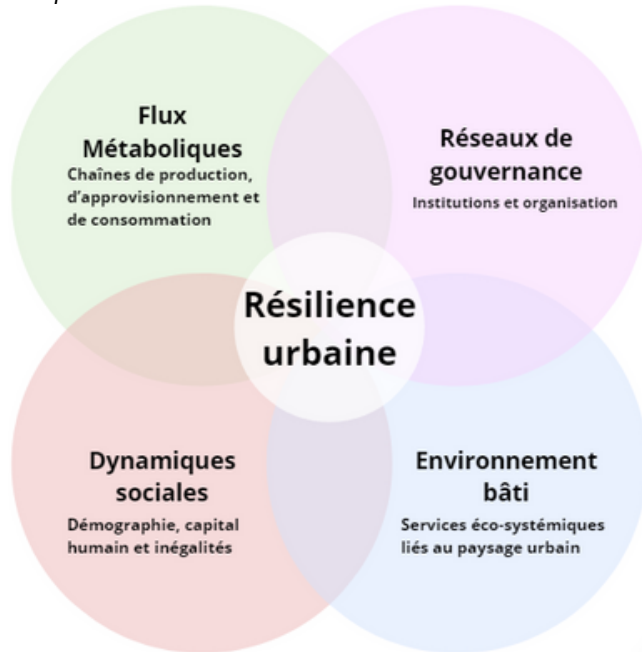 Flux
Métaboliques
Chaînes de production,
d'approvisionnement et
de consommation
Réseaux de
gouvernance
Institutions et organisation
Résilience
urbaine
Dynamiques
sociales
Démographie, capital
humain et inégalités
Environnement
bâti
Services éco-systémiques
liés au paysage urbain